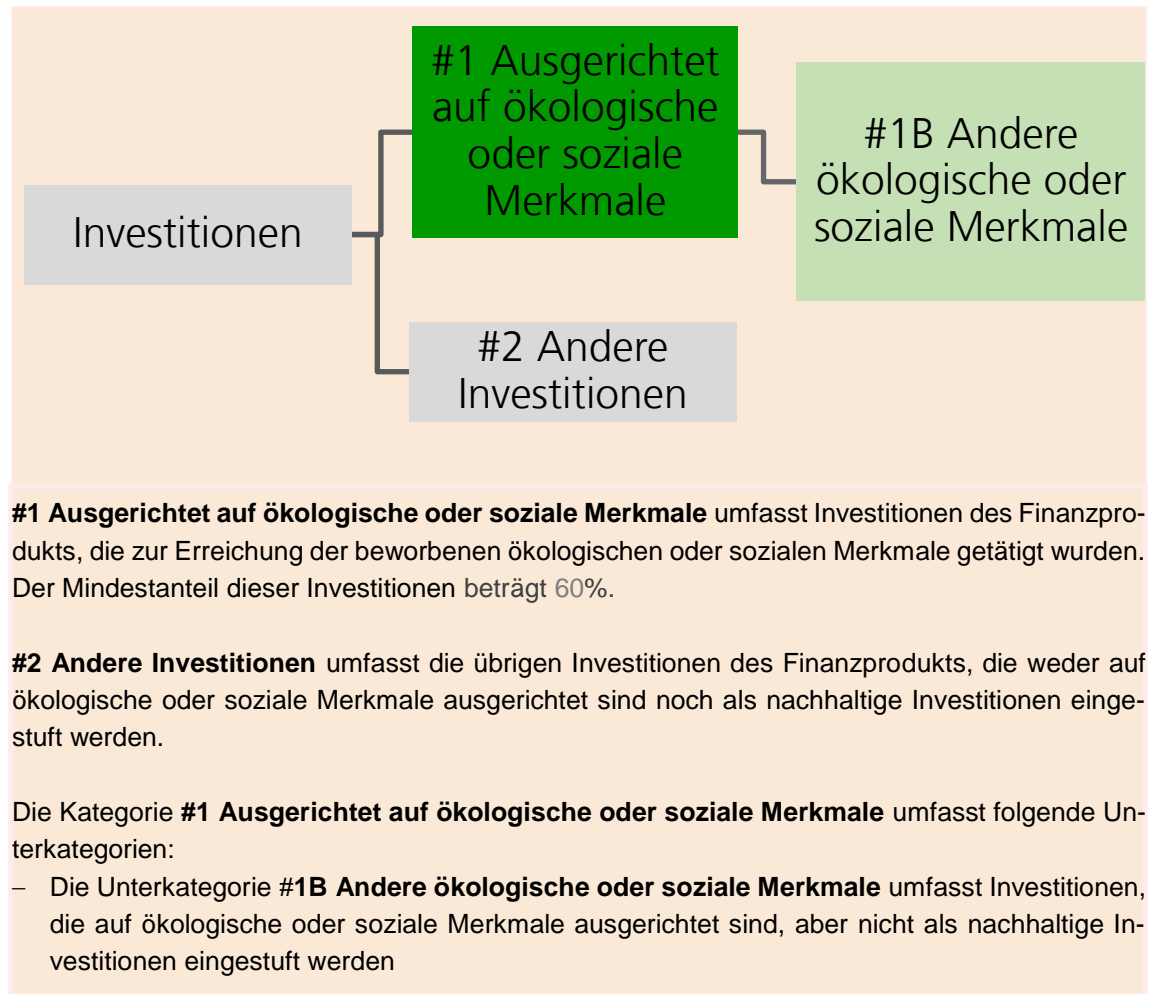 #1 Ausgerichtet
auf ökologische
oder soziale
Merkmale
#1B Andere
ökologische oder
soziale Merkmale
Investitionen
#2 Andere
Investitionen
#1 Ausgerichtet auf ökologische oder soziale Merkmale umfasst Investitionen des Finanzpro-
dukts, die zur Erreichung der beworbenen ökologischen oder sozialen Merkmale getätigt wurden.
Der Mindestanteil dieser Investitionen beträgt 60%.
#2 Andere Investitionen umfasst die übrigen Investitionen des Finanzprodukts, die weder auf
ökologische oder soziale Merkmale ausgerichtet sind noch als nachhaltige Investitionen einge-
stuft werden.
Die Kategorie #1 Ausgerichtet auf ökologische oder soziale Merkmale umfasst folgende Un-
terkategorien:
– Die Unterkategorie #1B Andere ökologische oder soziale Merkmale umfasst Investitionen,
die auf ökologische oder soziale Merkmale ausgerichtet sind, aber nicht als nachhaltige In-
vestitionen eingestuft werden